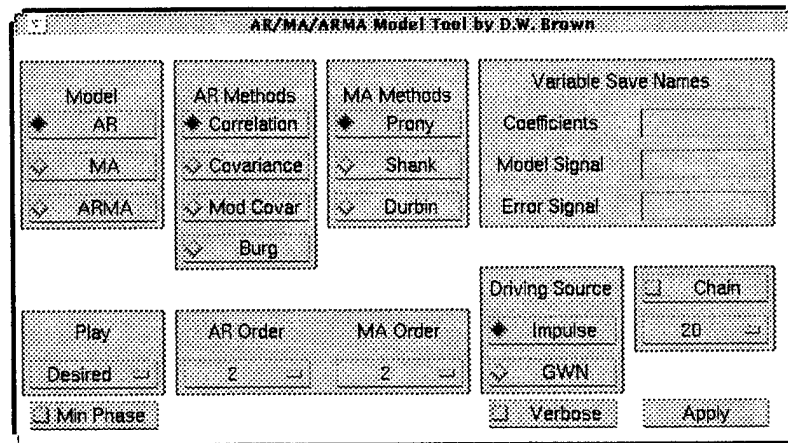 AR/MA/ARMA Model Tool by D.W. Brown
Model
AR
MA
ARMA
AR Methods
Correlation
Covariance
Mod Covar
Burg
MA Methods
Prony
Shank
Durbin
Variable Save Names
Coefficients
Model Signal
Error Signal
Play
Desired
Min Phase
AR Order
2
MA Order
2
Driving Source
Impulse
GWN
Verbose
Chain
20
Apply